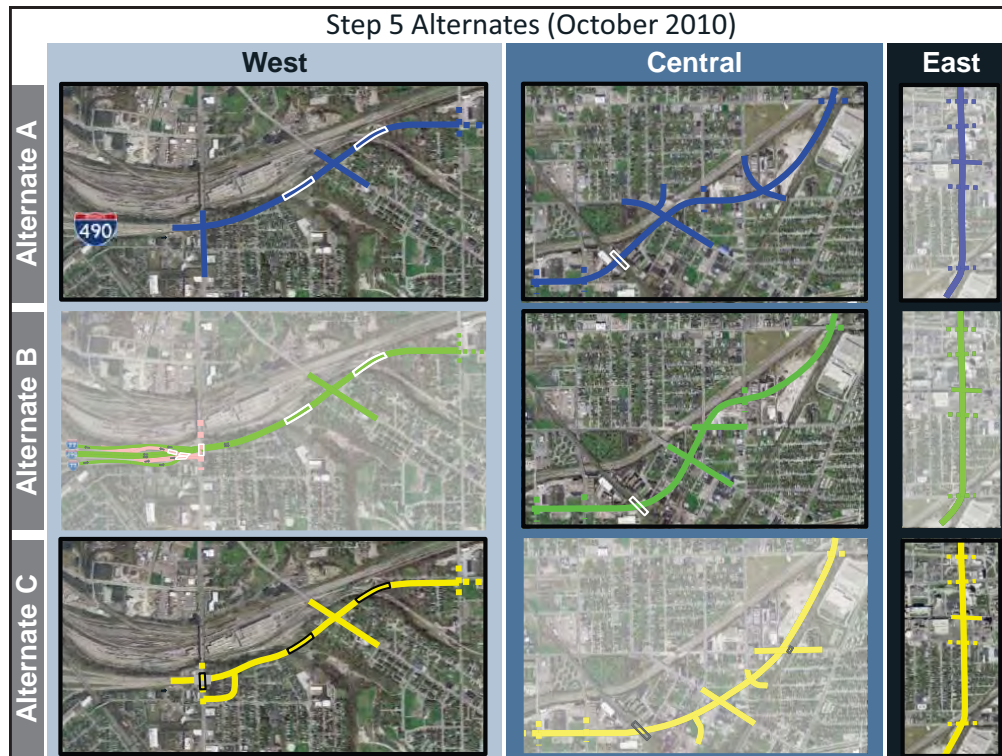 Step 5 Alternates (October 2010)
West
Central
East
Alternate A
490
Alternate B
Alternate C